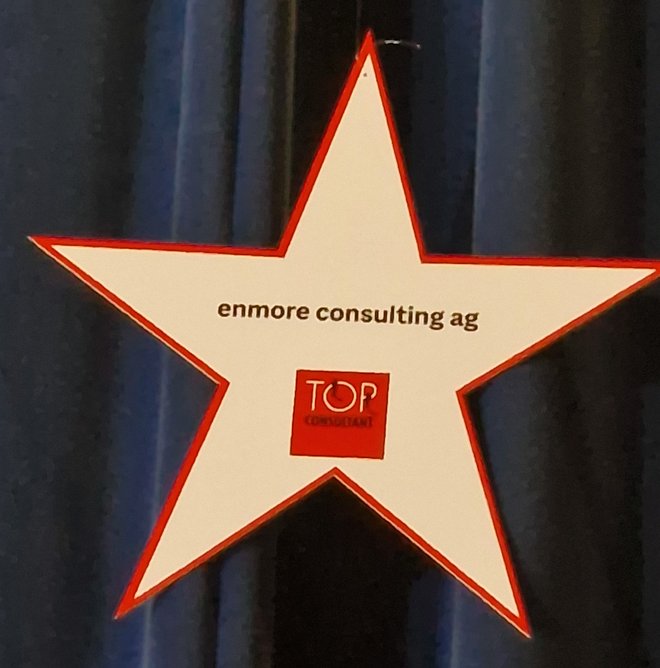 enmore consulting ag
TOP
CONSULTANT